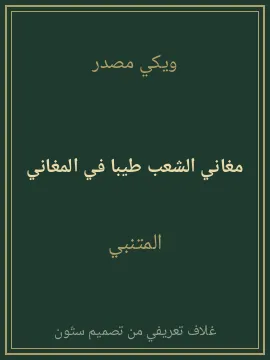 ويكي مصدر
مغاني الشعب طيبا في المغاني
المتنبي
غلاف تعريفي من تصميم سثون